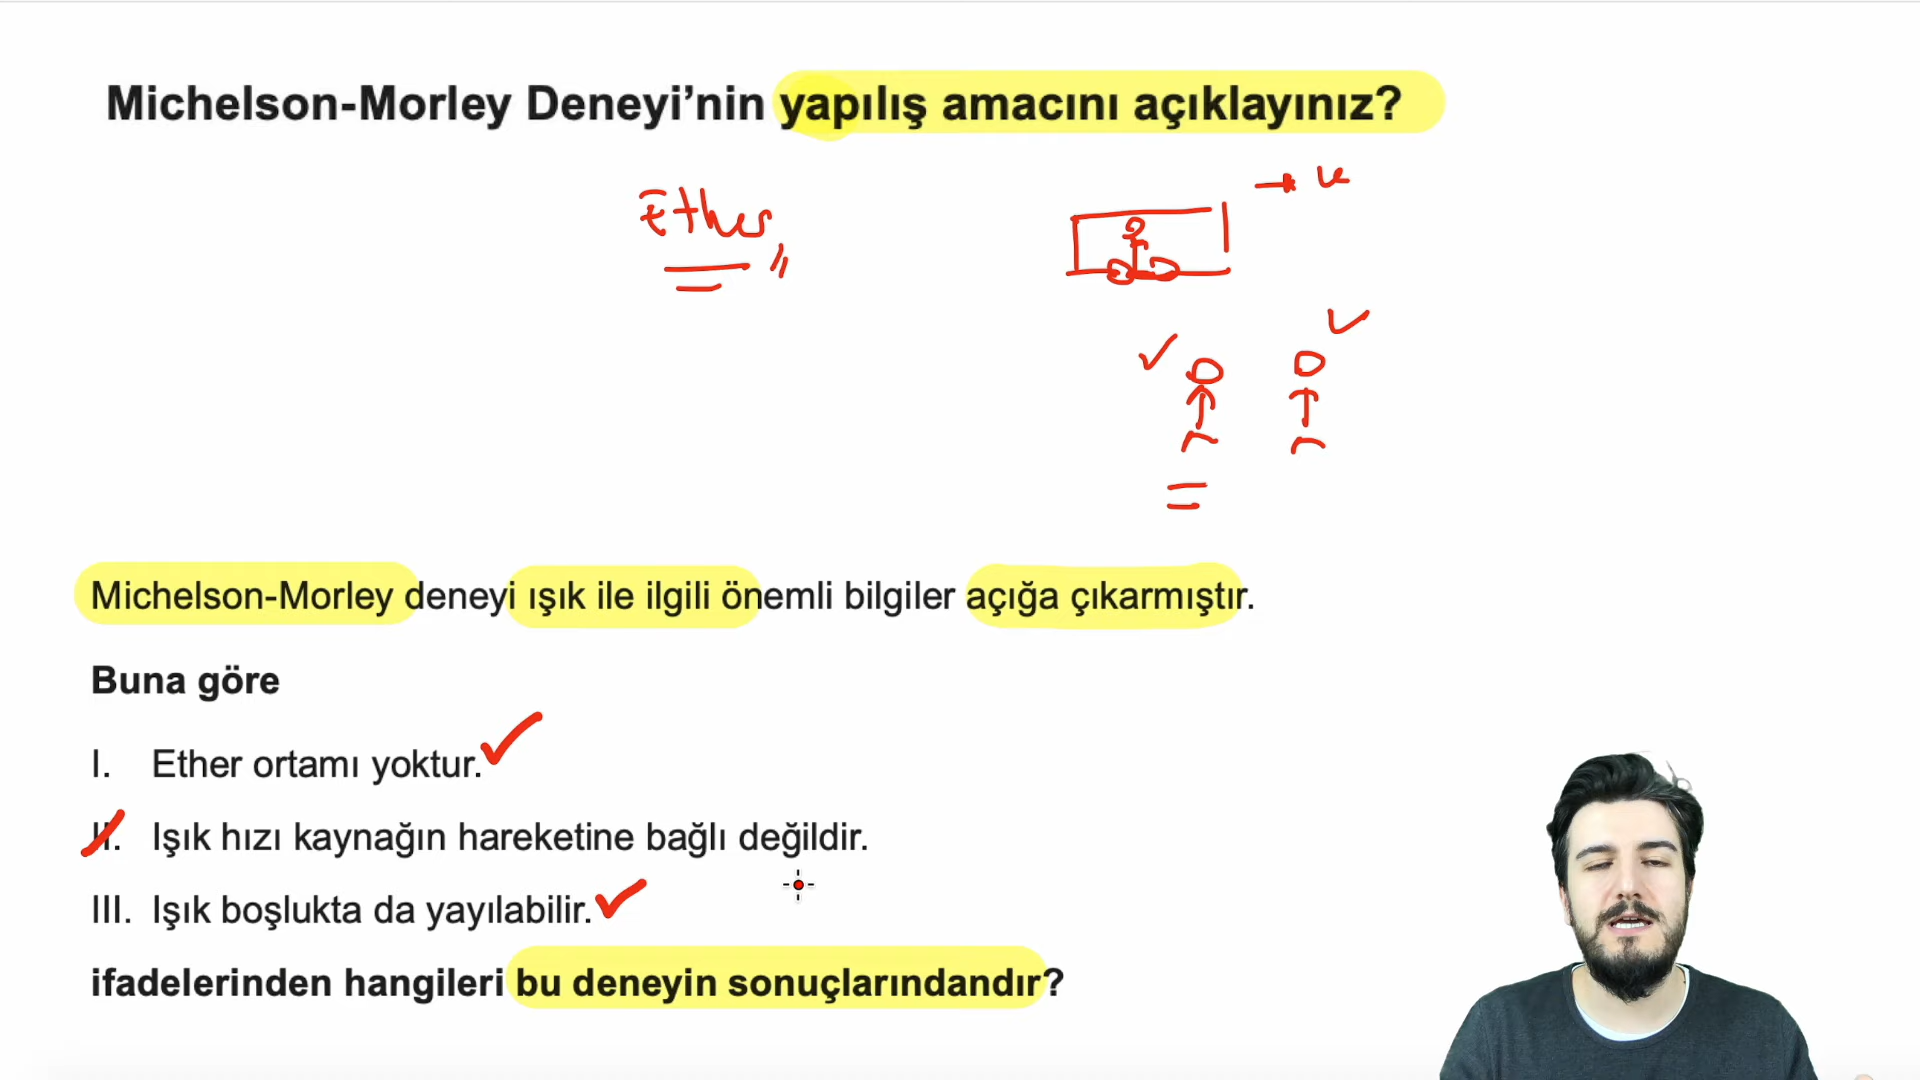 Michelson-Morley Deneyi’nin yapılış amacını açıklayınız?
Ether
Michelson-Morley deneyi ışık ile ilgili önemli bilgiler açığa çıkarmıştır.
Buna göre
I. Ether ortamı yoktur.
II. Işık hızı kaynağın hareketine bağlı değildir.
III. Işık boşlukta da yayılabilir.
ifadelerinden hangileri bu deneyin sonuçlarındandır?